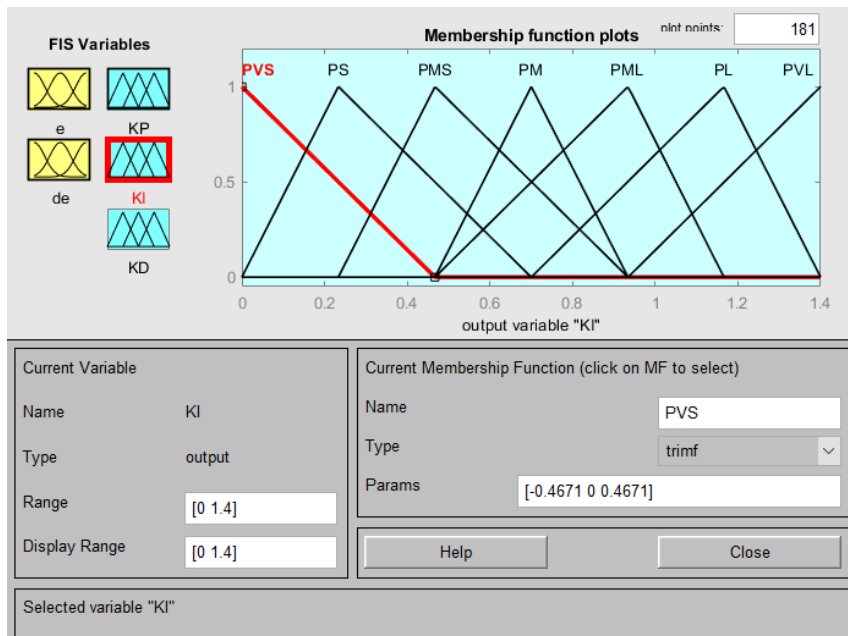 FIS Variables
e
KP
de
KI
KD
Membership function plots
plot points:
181
PVS PS PMS PM PML PL PVL
1
0.5
0
0 0.2 0.4 0.6 0.8 1 1.2 1.4
output variable "KI"
Current Variable
Name KI
Type output
Range [0 1.4]
Display Range [0 1.4]
Current Membership Function (click on MF to select)
Name PVS
Type trimf
Params [-0.4671 0 0.4671]
Help Close
Selected variable "KI"